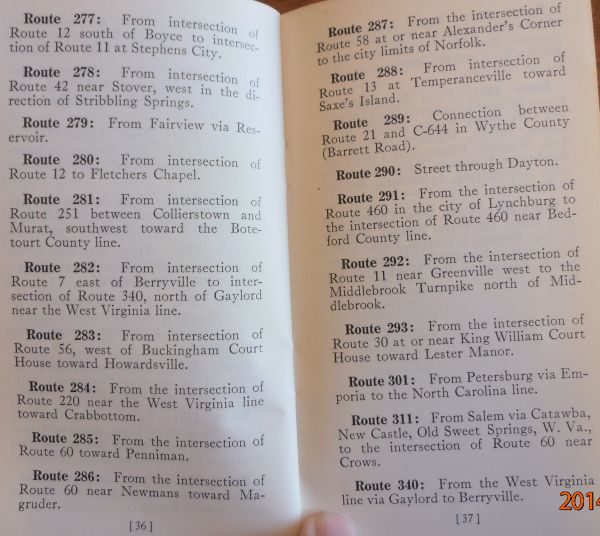 Route 277: From intersection of
Route 12 south of Boyce to intersec-
tion of Route 11 at Stephens City.
Route 278: From intersection of
Route 42 near Stover, west in the di-
rection of Stribbling Springs.
Route 279: From Fairview via Res-
ervoir.
Route 280: From intersection of
Route 12 to Fletchers Chapel.
Route 281: From intersection of
Route 251 between Collierstown and
Murat, southwest toward the Bote-
tourt County line.
Route 282: From intersection of
Route 7 east of Berryville to inter-
section of Route 340, north of Gaylord
near the West Virginia line.
Route 283: From intersection of
Route 56, west of Buckingham Court
House toward Howardsville.
Route 284: From the intersection of
Route 220 near the West Virginia line
toward Crabbottom.
Route 285: From the intersection of
Route 60 toward Penniman.
Route 286: From the intersection of
Route 60 near Newmans toward Ma-
gruder.
[36]
Route 287: From the intersection of
Route 58 at or near Alexander's Corner
to the city limits of Norfolk.
Route 288: From intersection of
Route 13 at Temperanceville toward
Saxe's Island.
Route 289: Connection between
Route 21 and C-644 in Wythe County
(Barrett Road).
Route 290: Street through Dayton.
Route 291: From the intersection of
Route 460 in the city of Lynchburg to
the intersection of Route 460 near Bed-
ford County line.
Route 292: From the intersection of
Route 11 near Greenville west to the
Middlebrook Turnpike north of Mid-
dlebrook.
Route 293: From the intersection of
Route 30 at or near King William Court
House toward Lester Manor.
Route 301: From Petersburg via Em-
poria to the North Carolina line.
Route 311: From Salem via Catawba,
New Castle, Old Sweet Springs, W. Va.,
to the intersection of Route 60 near
Crows.
Route 340: From the West Virginia
line via Gaylord to Berryville.
[37]
2014